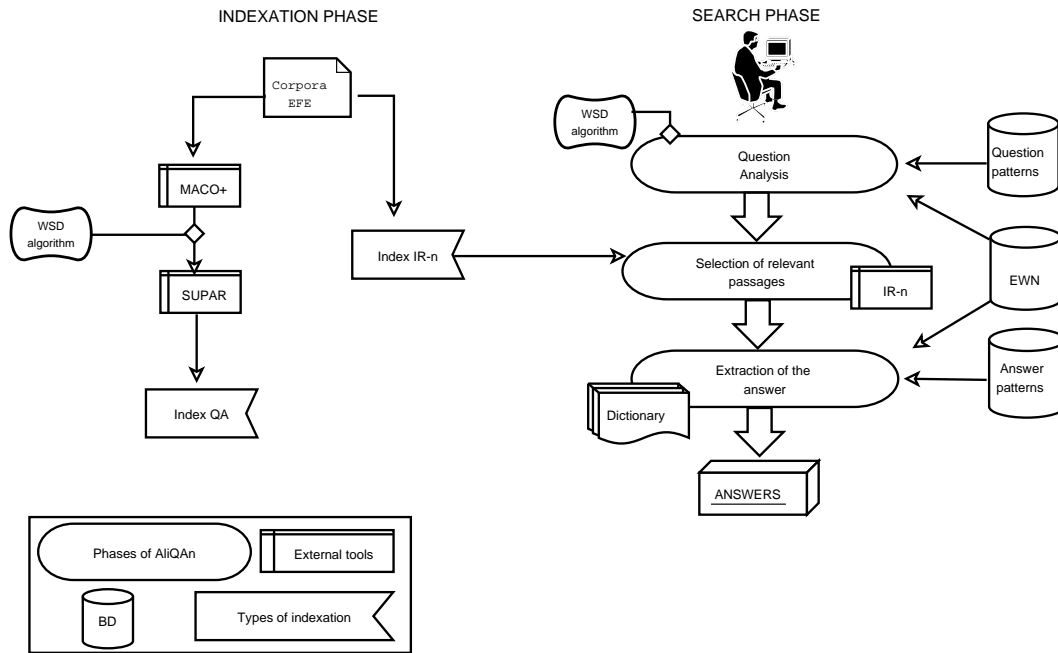 INDEXATION PHASE
SEARCH PHASE
Corpora
EFE
WSD
algorithm
Question
Analysis
Question
patterns
MACO+
WSD
algorithm
Index IR-n
Selection of relevant
passages
IR-n
EWN
SUPAR
Extraction of the
answer
Answer
patterns
Dictionary
Index QA
ANSWERS
Phases of AliQAn
External tools
BD
Types of indexation